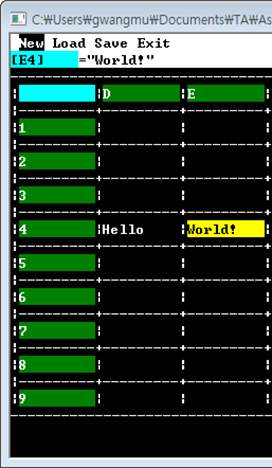 C:₩Users₩gwangmu₩Documents₩TA₩As
New Load Save Exit
[E4] ="World!"
D E
1
2
3
4 Hello World!
5
6
7
8
9